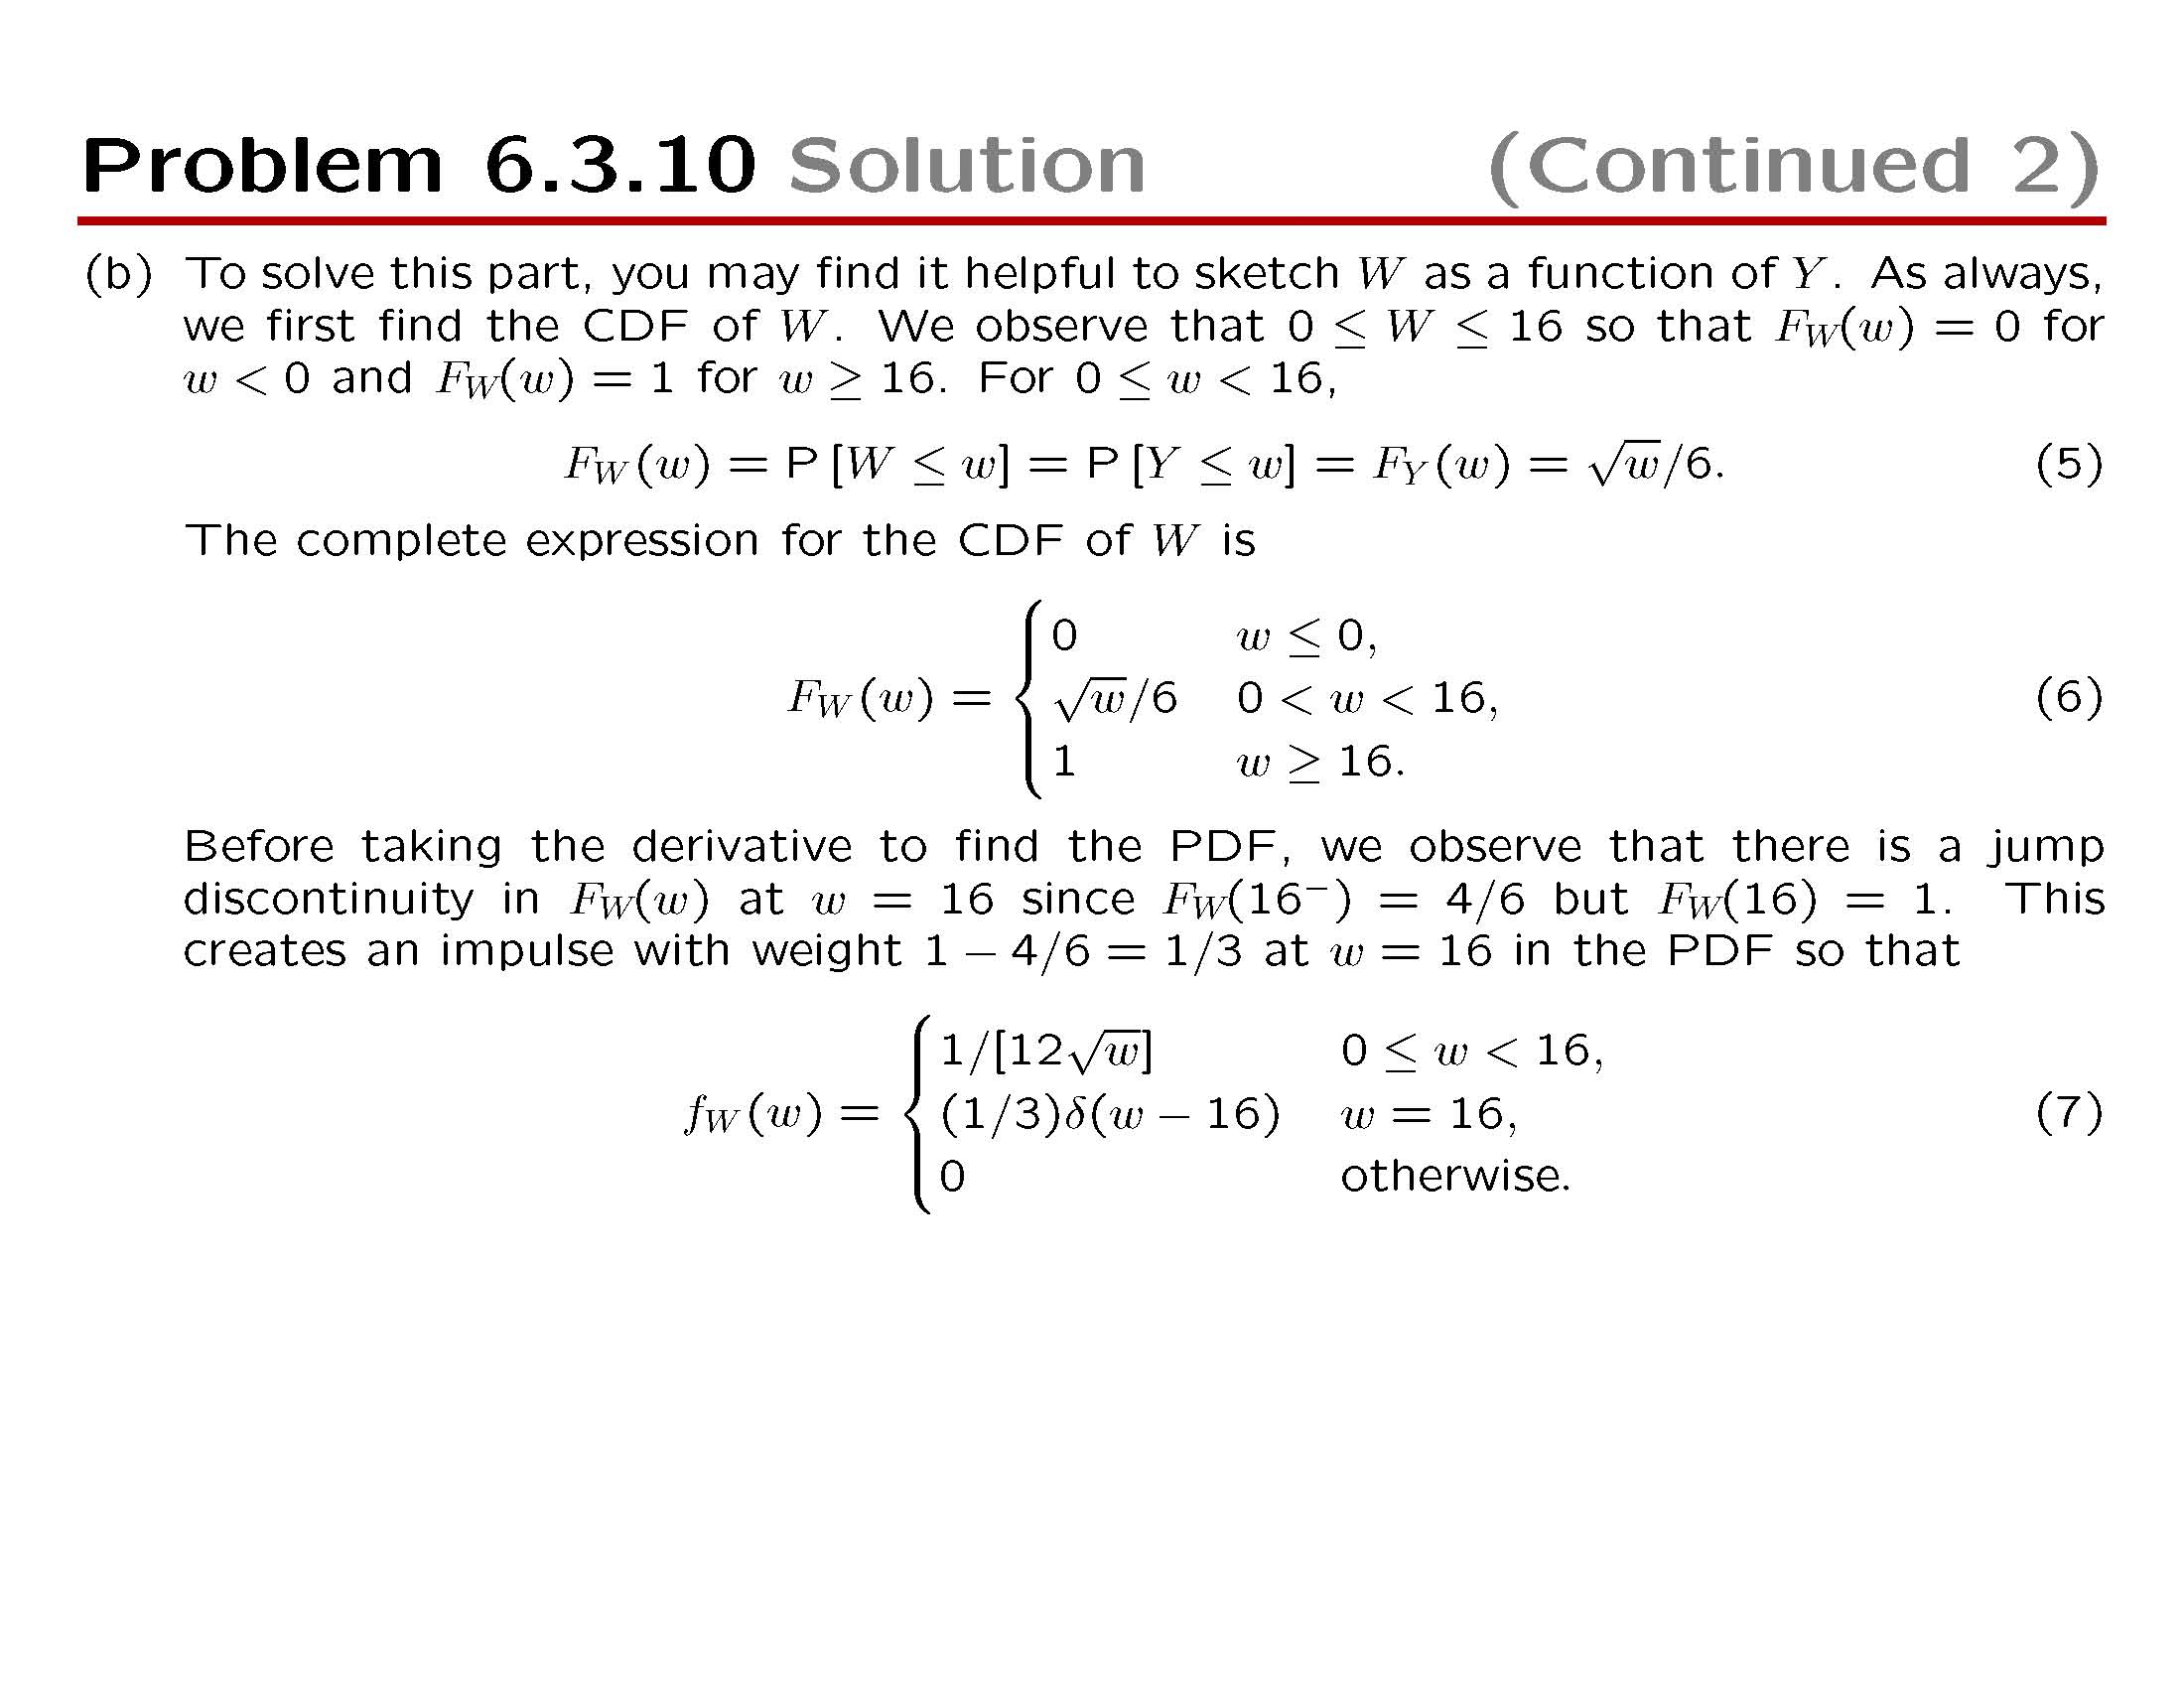 Problem 6.3.10 Solution (Continued 2)
(b) To solve this part, you may find it helpful to sketch W as a function of Y. As always,
we first find the CDF of W. We observe that 0 ≤ W ≤ 16 so that F_W(w) = 0 for
w < 0 and F_W(w) = 1 for w ≥ 16. For 0 ≤ w < 16,
F_W(w) = P [W ≤ w] = P [Y ≤ w] = F_Y(w) = √w/6. (5)
The complete expression for the CDF of W is
F_W(w) = { 0 w ≤ 0,
√w/6 0 < w < 16, (6)
1 w ≥ 16.
Before taking the derivative to find the PDF, we observe that there is a jump
discontinuity in F_W(w) at w = 16 since F_W(16⁻) = 4/6 but F_W(16) = 1. This
creates an impulse with weight 1 − 4/6 = 1/3 at w = 16 in the PDF so that
f_W(w) = { 1/[12√w] 0 ≤ w < 16,
(1/3)δ(w − 16) w = 16, (7)
0 otherwise.